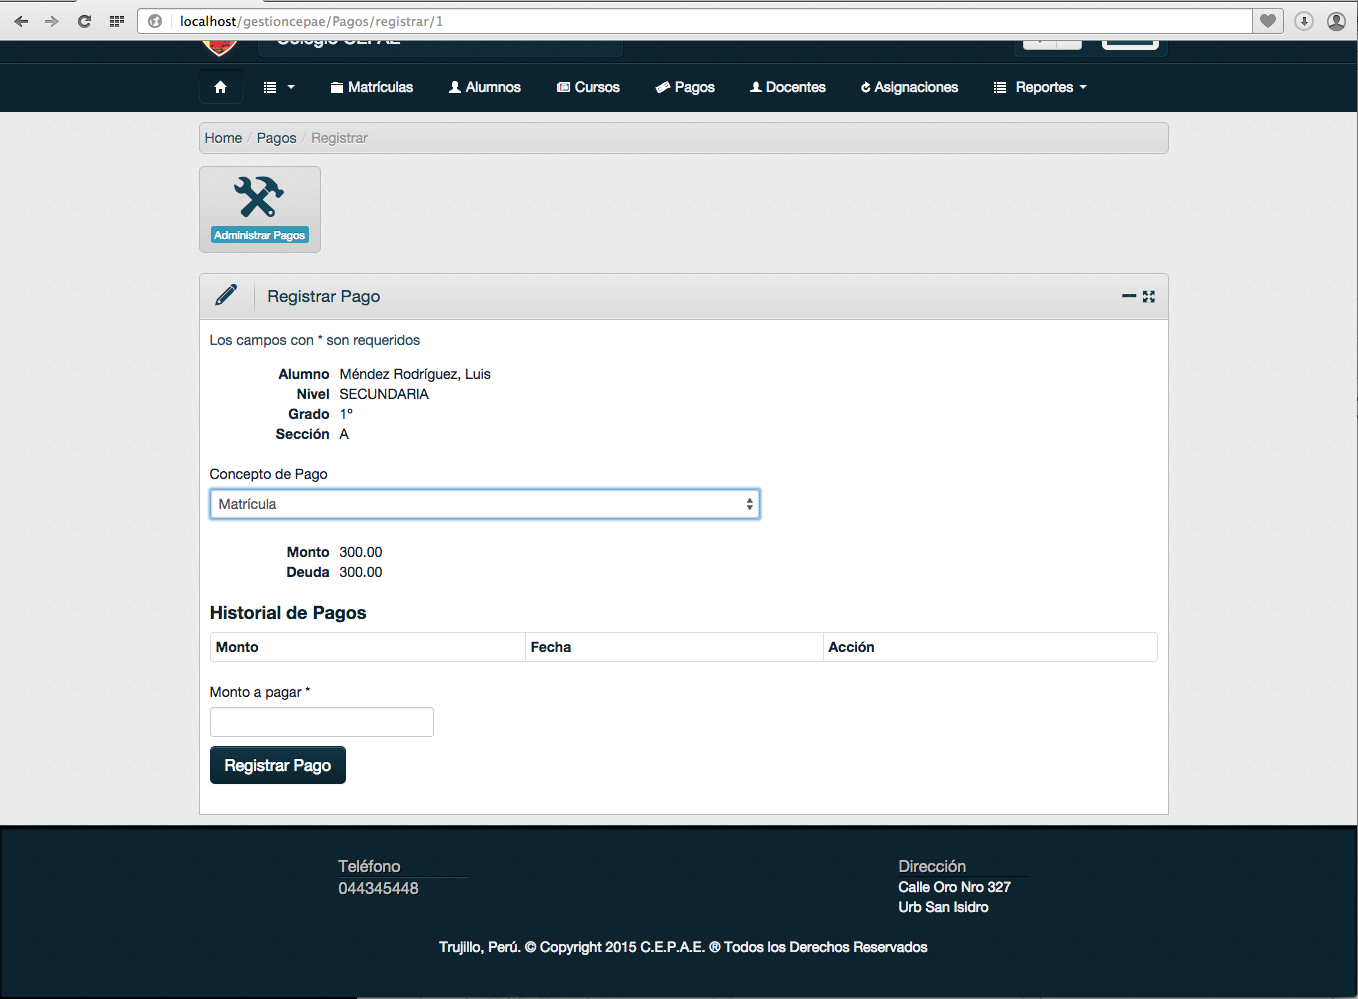 localhost/gestioncepae/Pagos/registrar/1
Colegio CEPAE
Matrículas Alumnos Cursos Pagos Docentes Asignaciones Reportes
Home / Pagos / Registrar
Administrar Pagos
Registrar Pago
Los campos con * son requeridos
Alumno Méndez Rodríguez, Luis
Nivel SECUNDARIA
Grado 1º
Sección A
Concepto de Pago
Matrícula
Monto 300.00
Deuda 300.00
Historial de Pagos
Monto Fecha Acción
Monto a pagar *
Registrar Pago
Teléfono
044345448
Dirección
Calle Oro Nro 327
Urb San Isidro
Trujillo, Perú. © Copyright 2015 C.E.P.A.E. ® Todos los Derechos Reservados